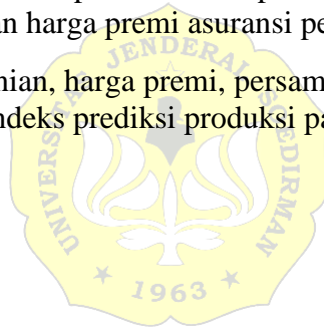 an harga premi asuransi pe
nian, harga premi, persam
ndeks prediksi produksi pa
UNIVERSITAS JENDERAL SOEDIRMAN
1963